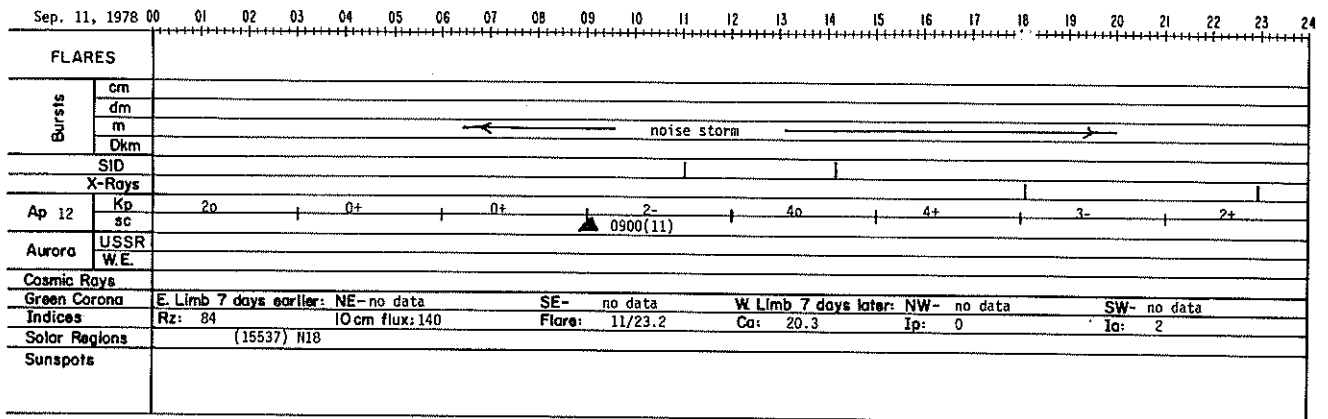 Sep. 11, 1978 00 01 02 03 04 05 06 07 08 09 10 11 12 13 14 15 16 17 18 19 20 21 22 23 24
FLARES
Bursts
cm
dm
m noise storm
Dkm
SID
X-Rays
Ap 12
Kp 2o 0+ 0+ 2- 4o 4+ 3- 2+
sc 0900(11)
Aurora
USSR
W.E.
Cosmic Rays
Green Corona E. Limb 7 days earlier: NE-no data SE- no data W. Limb 7 days later: NW- no data SW- no data
Indices Rz: 84 10cm flux: 140 Flare: 11/23.2 Ca: 20.3 Ip: 0 Ia: 2
Solar Regions (15537) N18
Sunspots